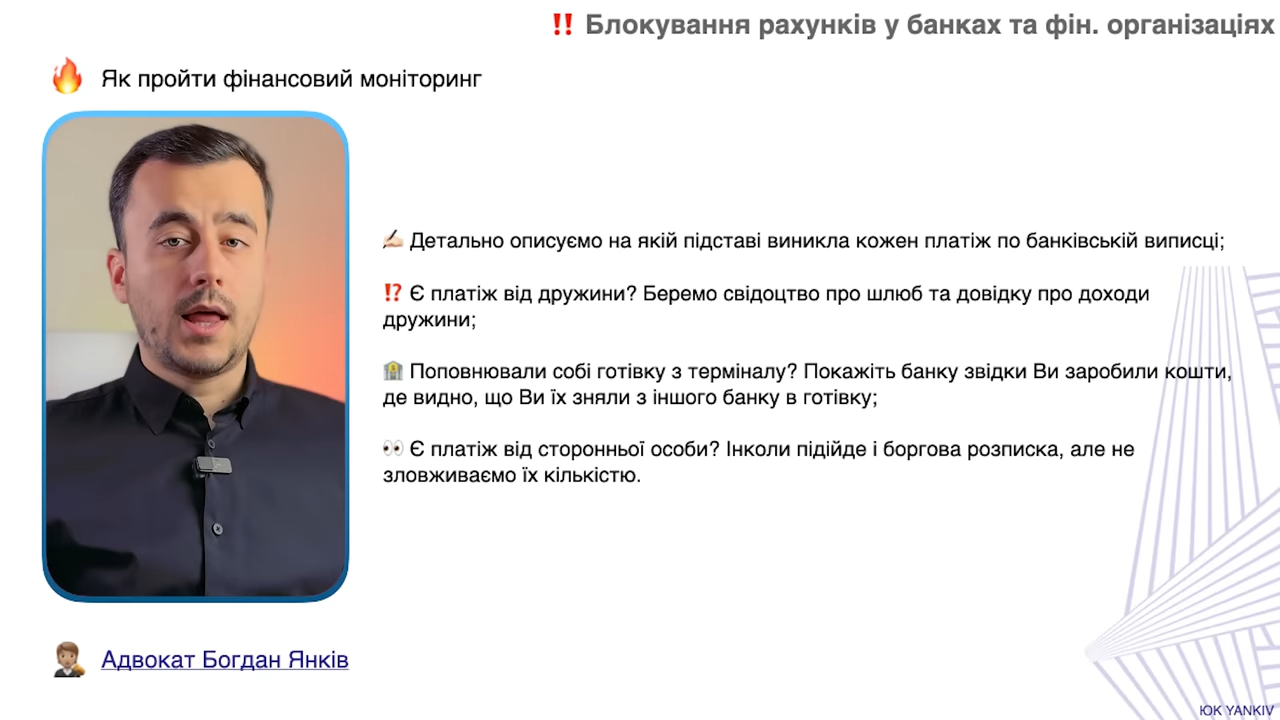 ‼️ Блокування рахунків у банках та фін. організаціях
🔥 Як пройти фінансовий моніторинг
✍🏻 Детально описуємо на якій підставі виникла кожен платіж по банківській виписці;
⁉️ Є платіж від дружини? Беремо свідоцтво про шлюб та довідку про доходи
дружини;
🏦 Поповнювали собі готівку з терміналу? Покажіть банку звідки Ви заробили кошти,
де видно, що Ви їх зняли з іншого банку в готівку;
👀 Є платіж від сторонньої особи? Інколи підійде і боргова розписка, але не
зловживаємо їх кількістю.
Адвокат Богдан Янків
ЮК YANKIV